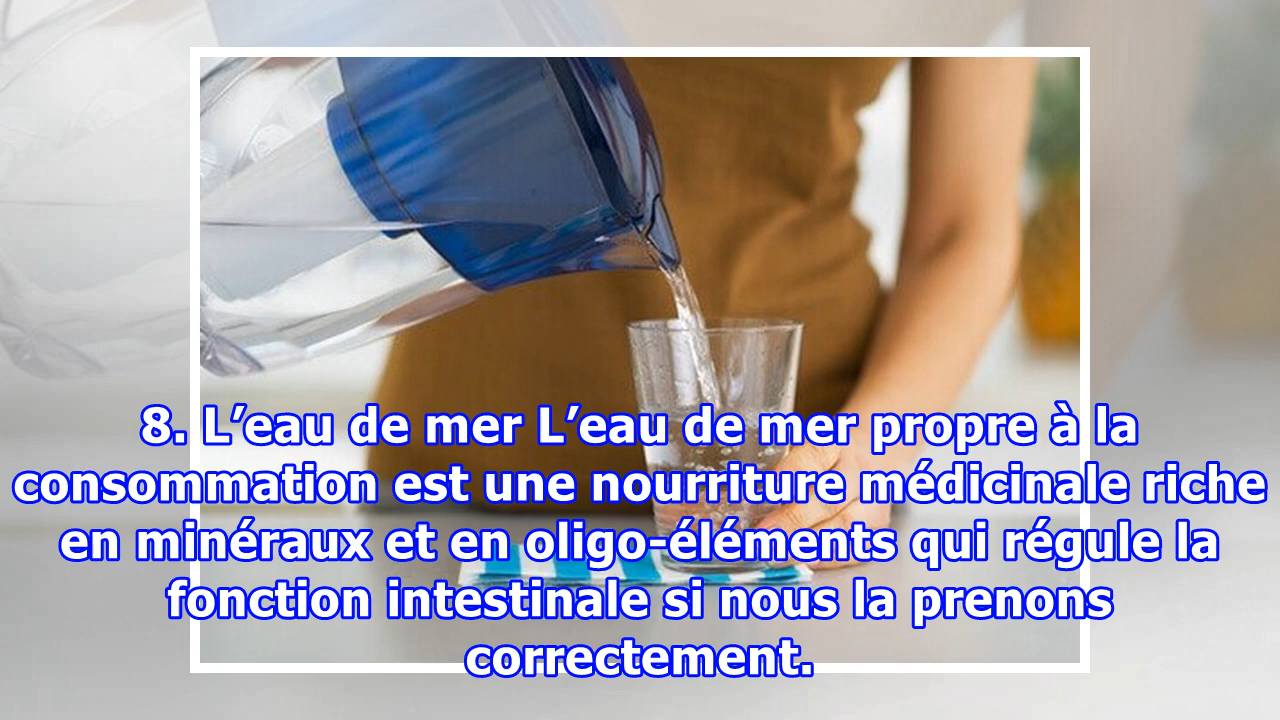 8. L’eau de mer L’eau de mer propre à la
consommation est une nourriture médicinale riche
en minéraux et en oligo-éléments qui régule la
fonction intestinale si nous la prenons
correctement.